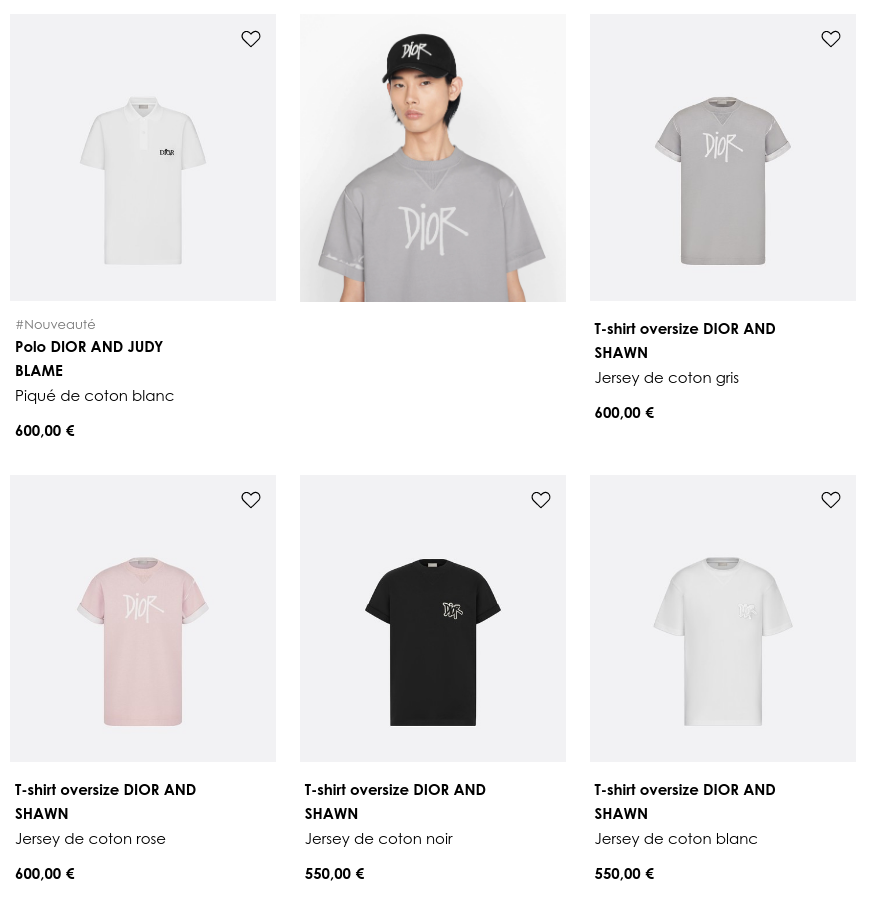 DIOR
DIOR
DIOR
DIOR
#Nouveauté
Polo DIOR AND JUDY
BLAME
Piqué de coton blanc
600,00 €
T-shirt oversize DIOR AND
SHAWN
Jersey de coton gris
600,00 €
DIOR
DIOR
DIOR
T-shirt oversize DIOR AND
SHAWN
Jersey de coton rose
600,00 €
T-shirt oversize DIOR AND
SHAWN
Jersey de coton noir
550,00 €
T-shirt oversize DIOR AND
SHAWN
Jersey de coton blanc
550,00 €